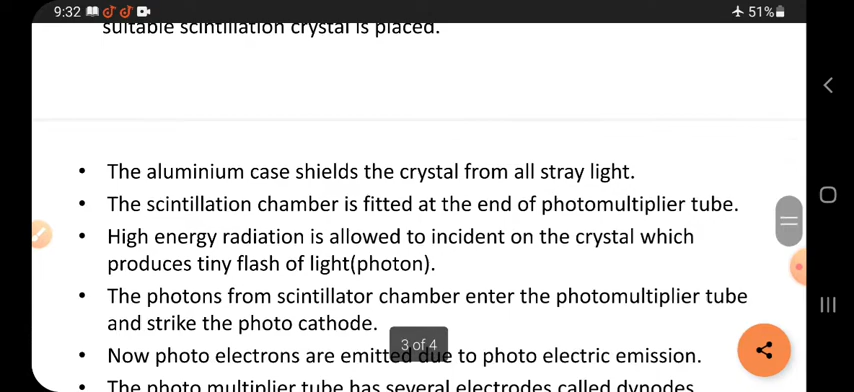 9:32
51%
suitable scintillation crystal is placed.
• The aluminium case shields the crystal from all stray light.
• The scintillation chamber is fitted at the end of photomultiplier tube.
• High energy radiation is allowed to incident on the crystal which
produces tiny flash of light(photon).
• The photons from scintillator chamber enter the photomultiplier tube
and strike the photo cathode.
3 of 4
• Now photo electrons are emitted due to photo electric emission.
• The photo multiplier tube has several electrodes called dynodes